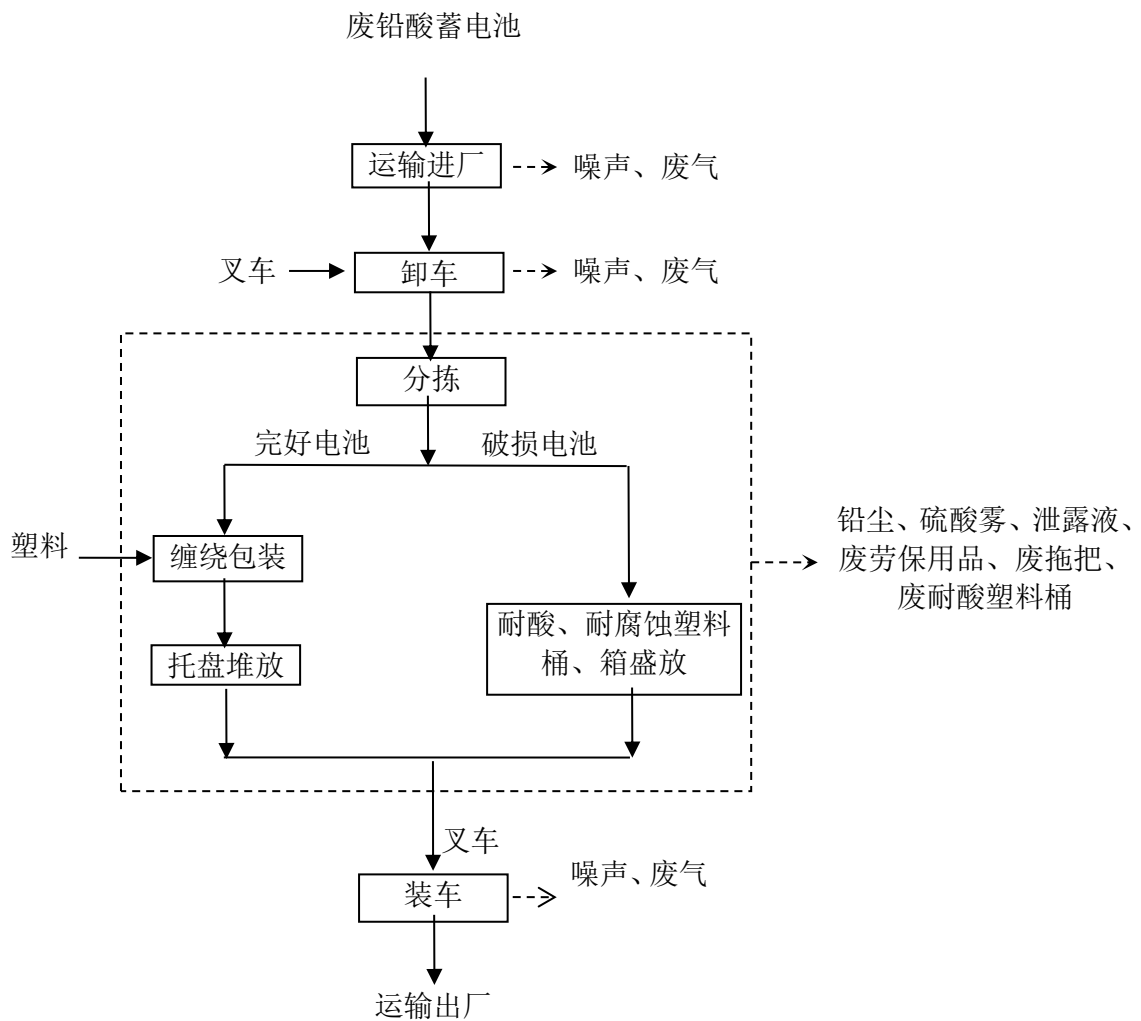 废铅酸蓄电池
运输进厂
噪声、废气
叉车
卸车
噪声、废气
分拣
完好电池
破损电池
塑料
缠绕包装
铅尘、硫酸雾、泄露液、
废劳保用品、废拖把、
废耐酸塑料桶
耐酸、耐腐蚀塑料
桶、箱盛放
托盘堆放
叉车
装车
噪声、废气
运输出厂